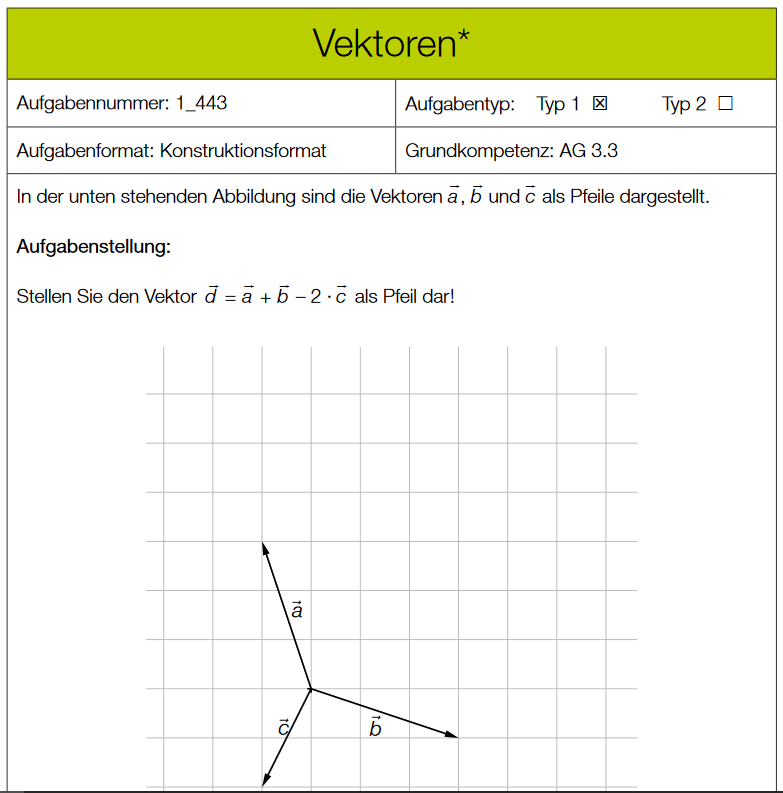 Vektoren*
Aufgabennummer: 1_443
Aufgabentyp: Typ 1 ☒ Typ 2 ☐
Aufgabenformat: Konstruktionsformat
Grundkompetenz: AG 3.3
In der unten stehenden Abbildung sind die Vektoren a⃗, b⃗ und c⃗ als Pfeile dargestellt.
Aufgabenstellung:
Stellen Sie den Vektor d⃗ = a⃗ + b⃗ – 2 · c⃗ als Pfeil dar!
a⃗
c⃗
b⃗